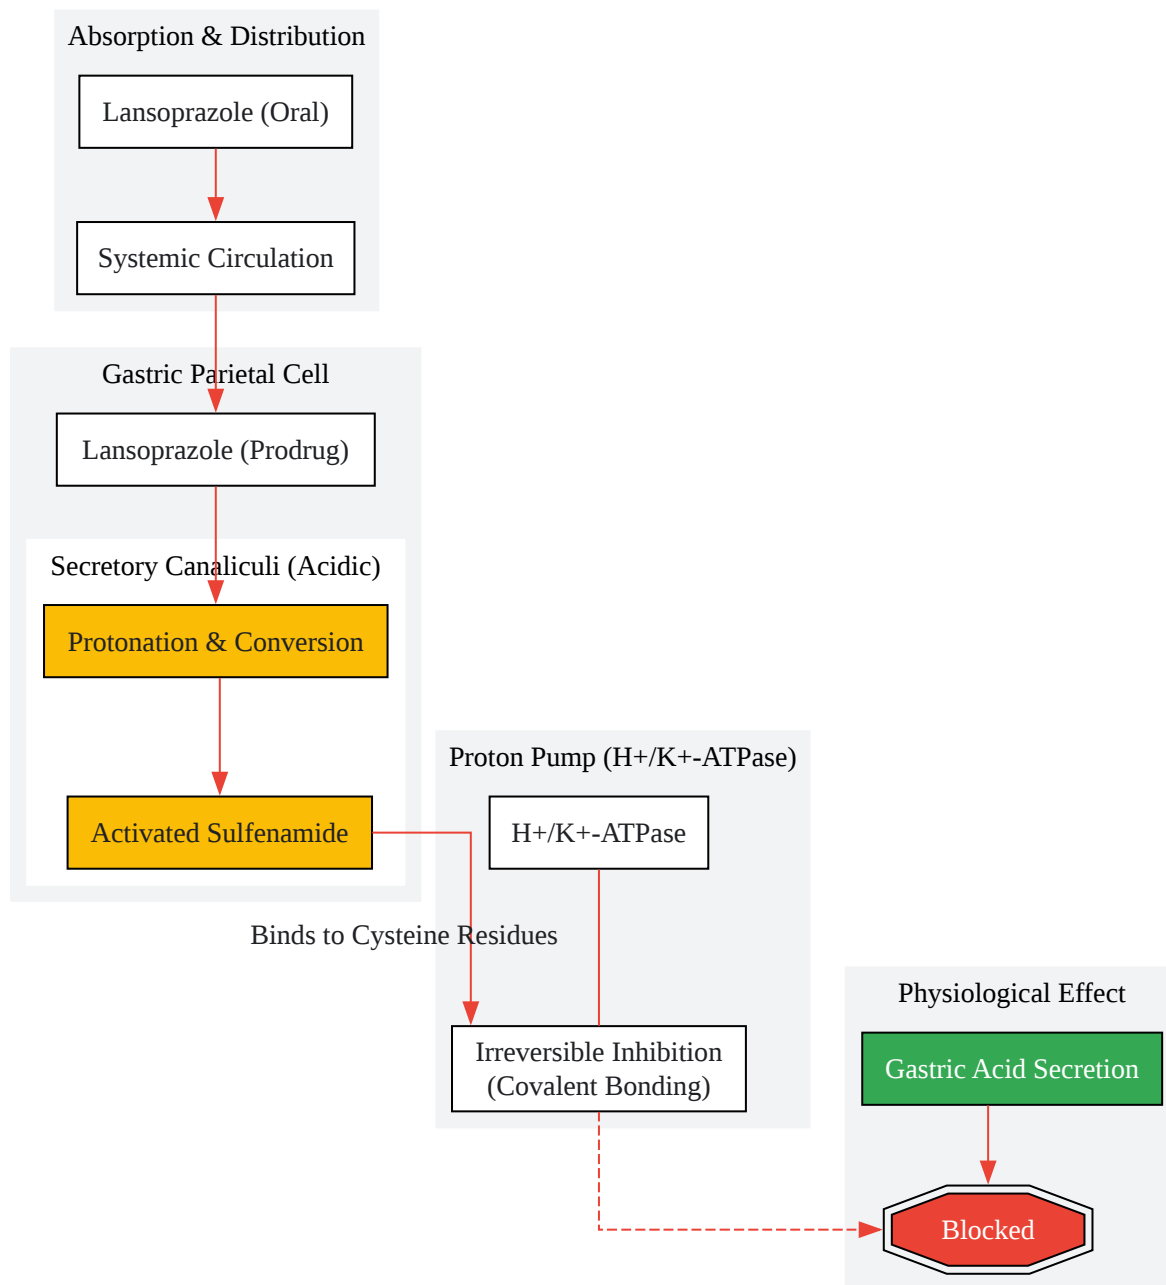 Absorption & Distribution
Lansoprazole (Oral)
Systemic Circulation
Gastric Parietal Cell
Lansoprazole (Prodrug)
Secretory Canaliculi (Acidic)
Protonation & Conversion
Activated Sulfenamide
Proton Pump (H+/K+-ATPase)
H+/K+-ATPase
Binds to Cysteine Residues
Irreversible Inhibition
(Covalent Bonding)
Physiological Effect
Gastric Acid Secretion
Blocked